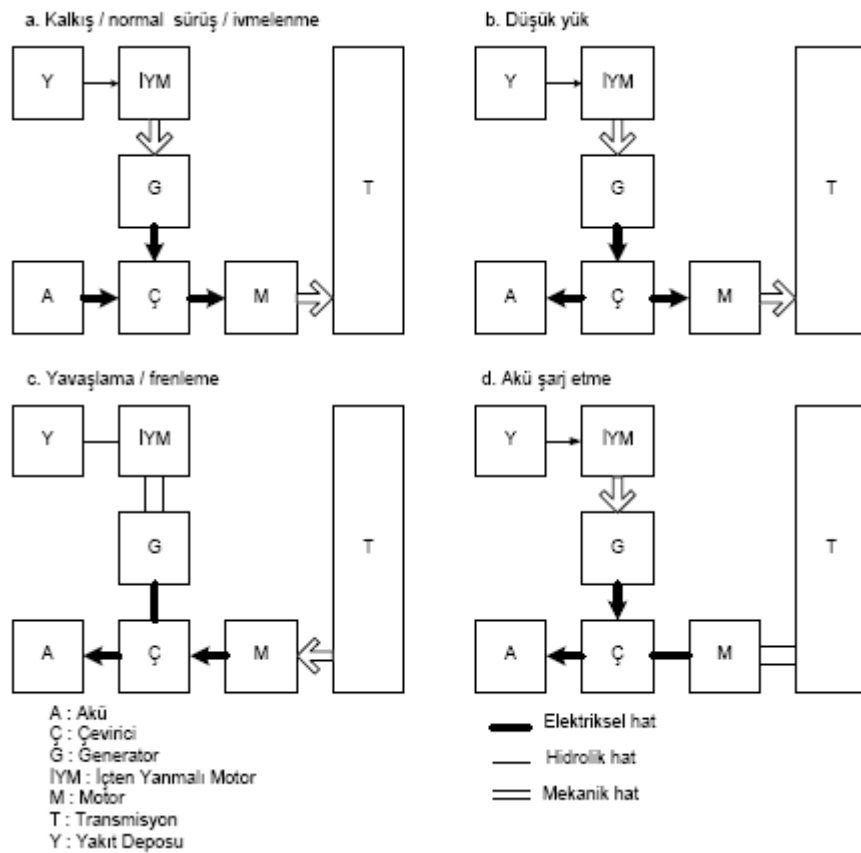 a. Kalkış / normal sürüş / ivmelenme
Y
İYM
G
T
A
Ç
M
b. Düşük yük
Y
İYM
G
T
A
Ç
M
c. Yavaşlama / frenleme
Y
İYM
G
T
A
Ç
M
d. Akü şarj etme
Y
İYM
G
T
A
Ç
M
A : Akü
Ç : Çevirici
G : Generator
İYM : İçten Yanmalı Motor
M : Motor
T : Transmisyon
Y : Yakıt Deposu
Elektriksel hat
Hidrolik hat
Mekanik hat